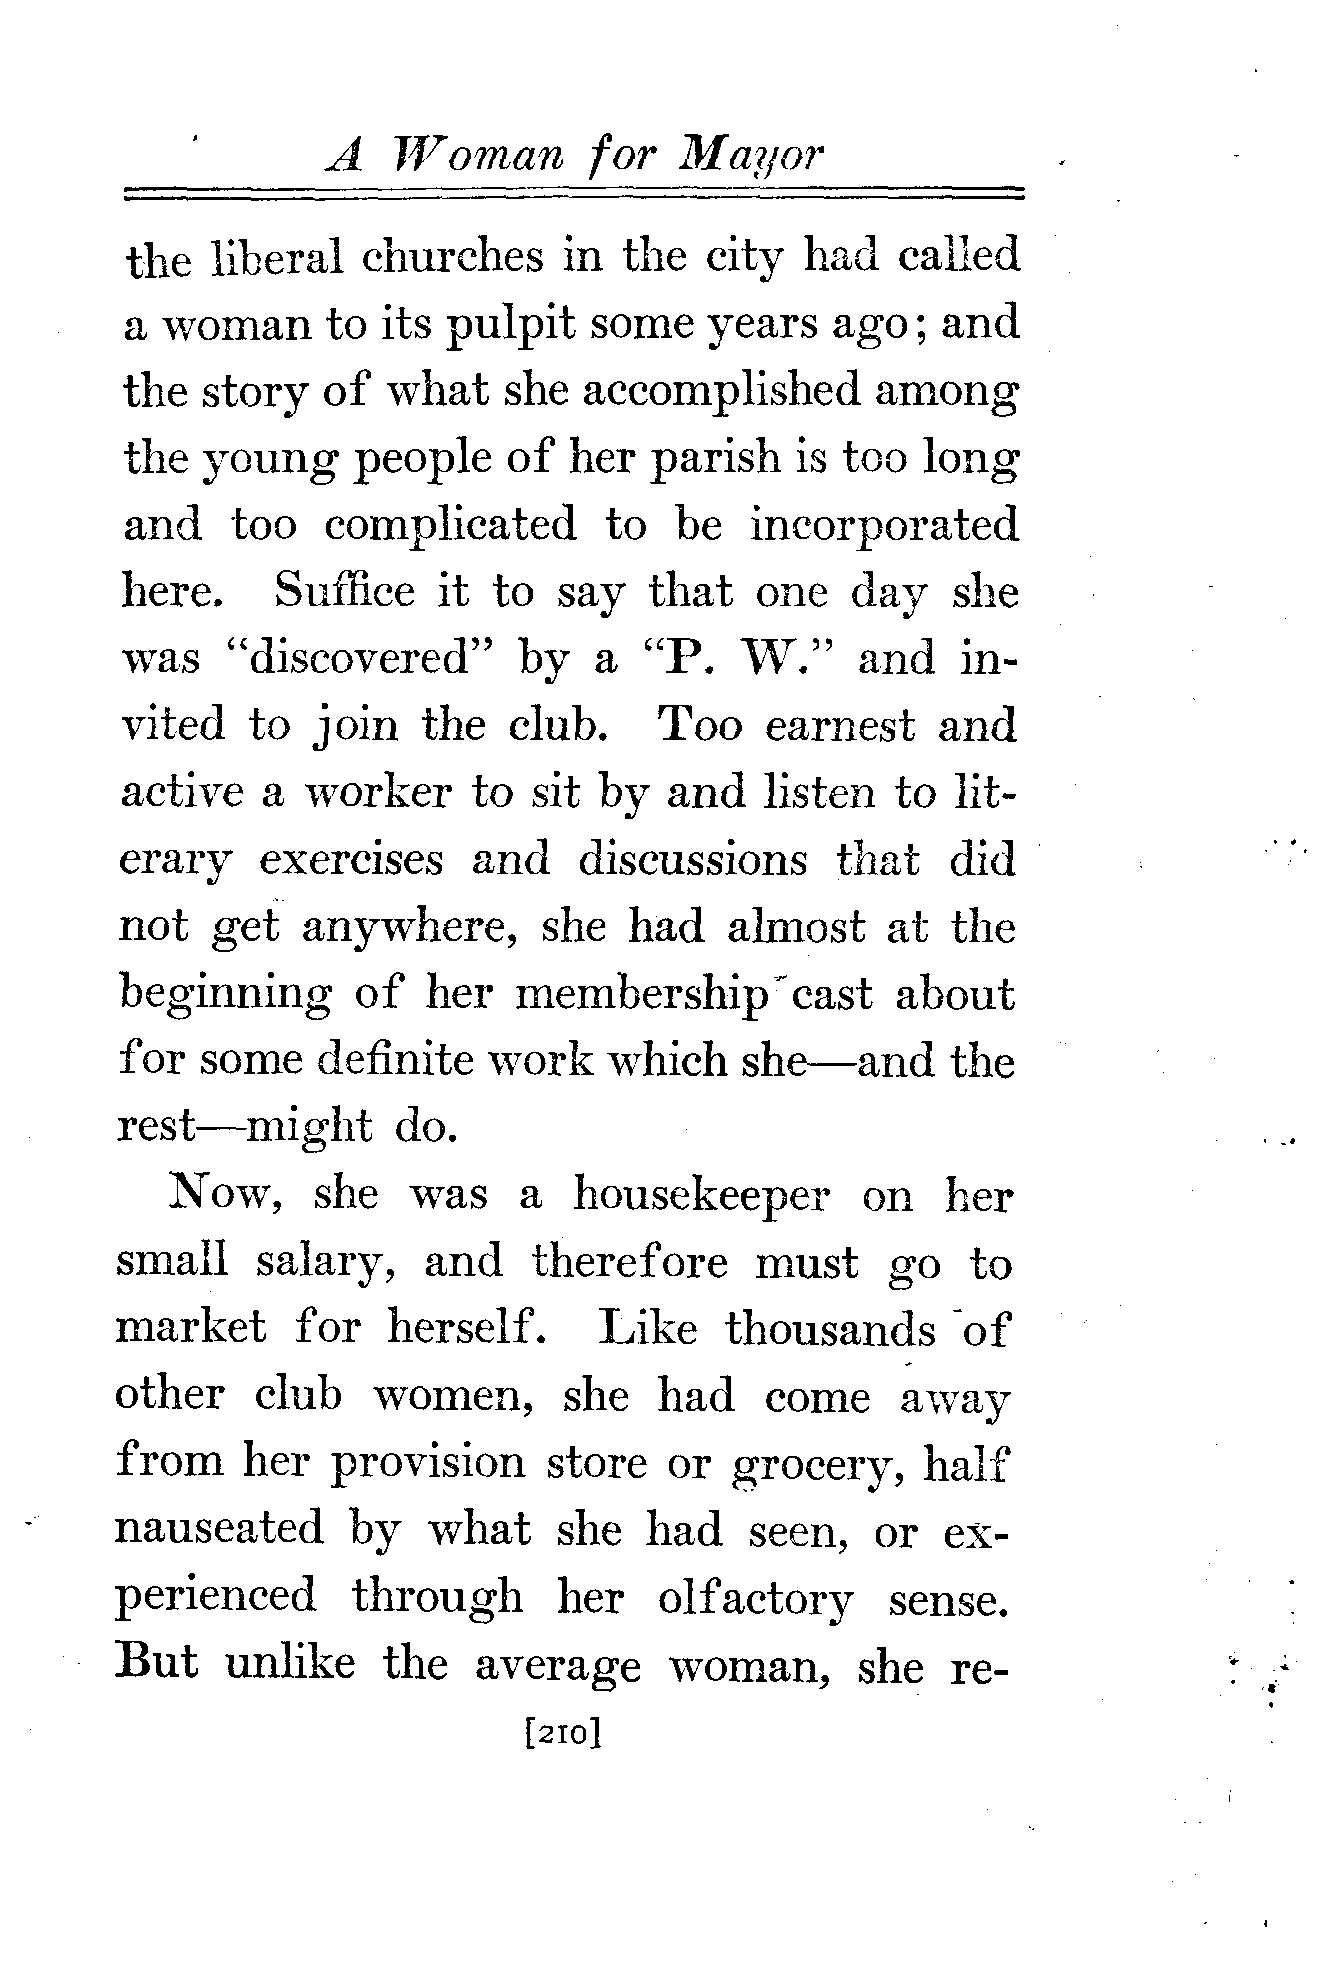 A Woman for Mayor
the liberal churches in the city had called
a woman to its pulpit some years ago; and
the story of what she accomplished among
the young people of her parish is too long
and too complicated to be incorporated
here. Suffice it to say that one day she
was “discovered” by a “P. W.” and in-
vited to join the club. Too earnest and
active a worker to sit by and listen to lit-
erary exercises and discussions that did
not get anywhere, she had almost at the
beginning of her membership cast about
for some definite work which she—and the
rest—might do.
Now, she was a housekeeper on her
small salary, and therefore must go to
market for herself. Like thousands of
other club women, she had come away
from her provision store or grocery, half
nauseated by what she had seen, or ex-
perienced through her olfactory sense.
But unlike the average woman, she re-
[210]